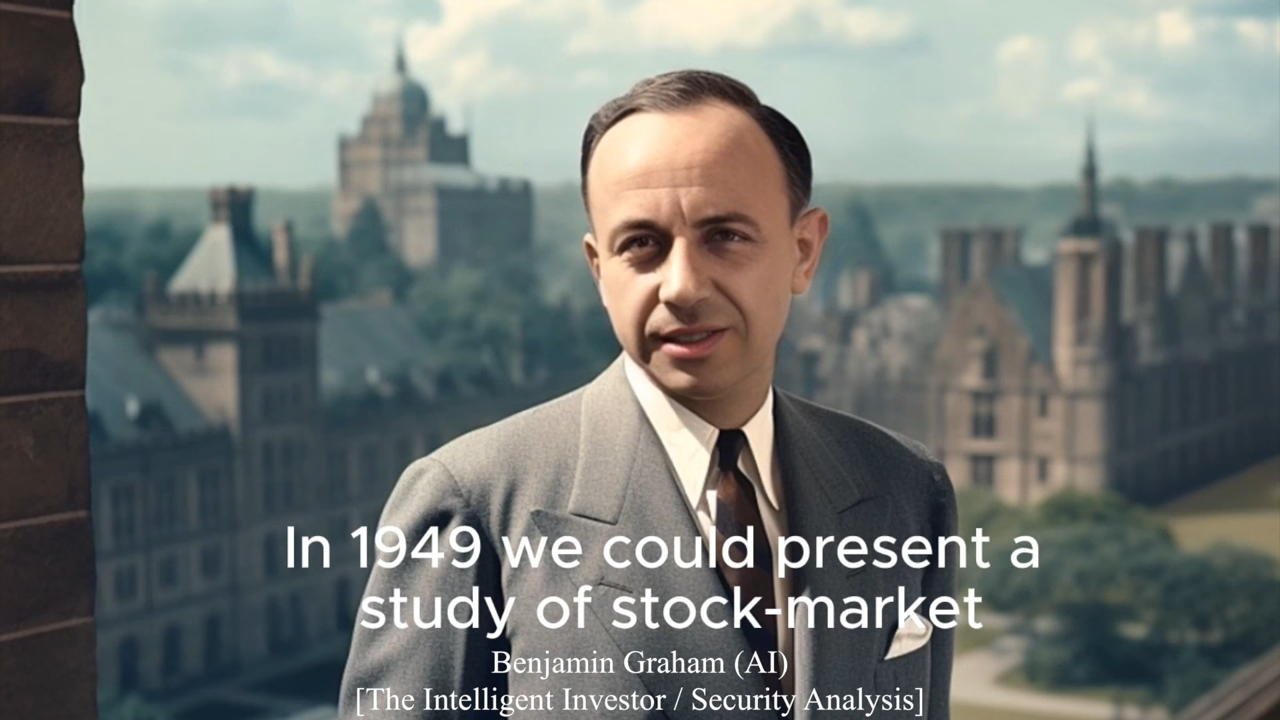 In 1949 we could present a
study of stock-market
Benjamin Graham (AI)
[The Intelligent Investor / Security Analysis]